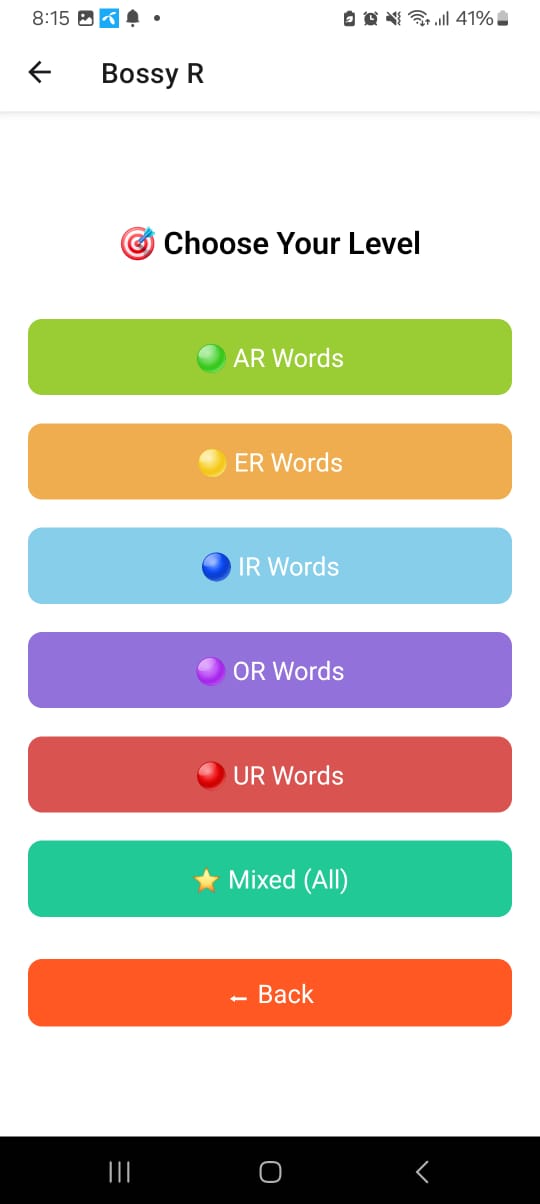 8:15 41%
Bossy R
🎯 Choose Your Level
🟢 AR Words
🟡 ER Words
🔵 IR Words
🟣 OR Words
🔴 UR Words
⭐ Mixed (All)
← Back